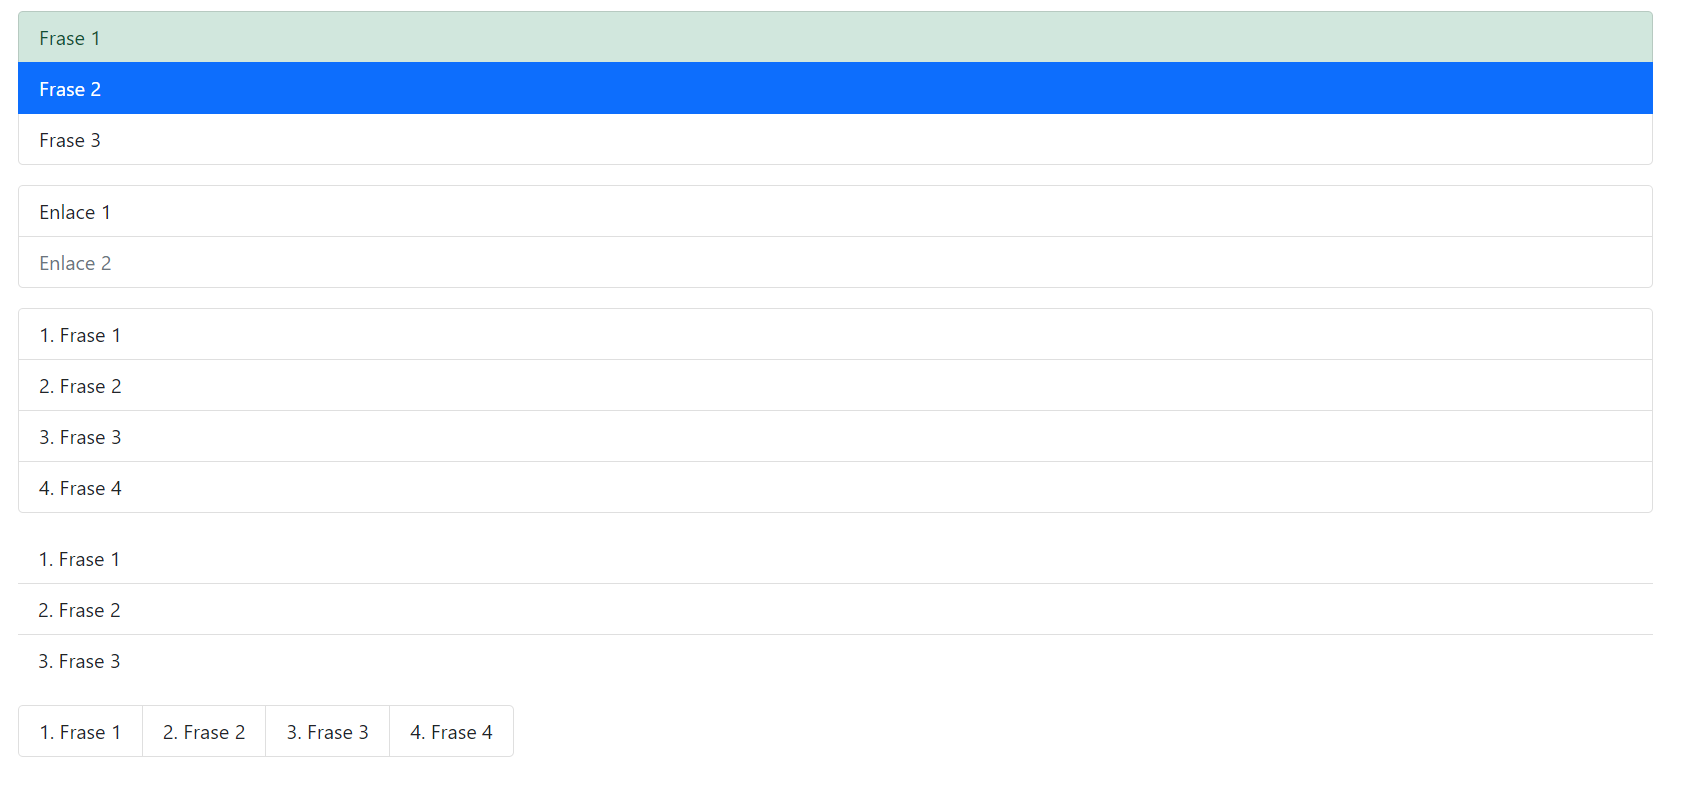 Frase 1
Frase 2
Frase 3
Enlace 1
Enlace 2
1. Frase 1
2. Frase 2
3. Frase 3
4. Frase 4
1. Frase 1
2. Frase 2
3. Frase 3
1. Frase 1 2. Frase 2 3. Frase 3 4. Frase 4